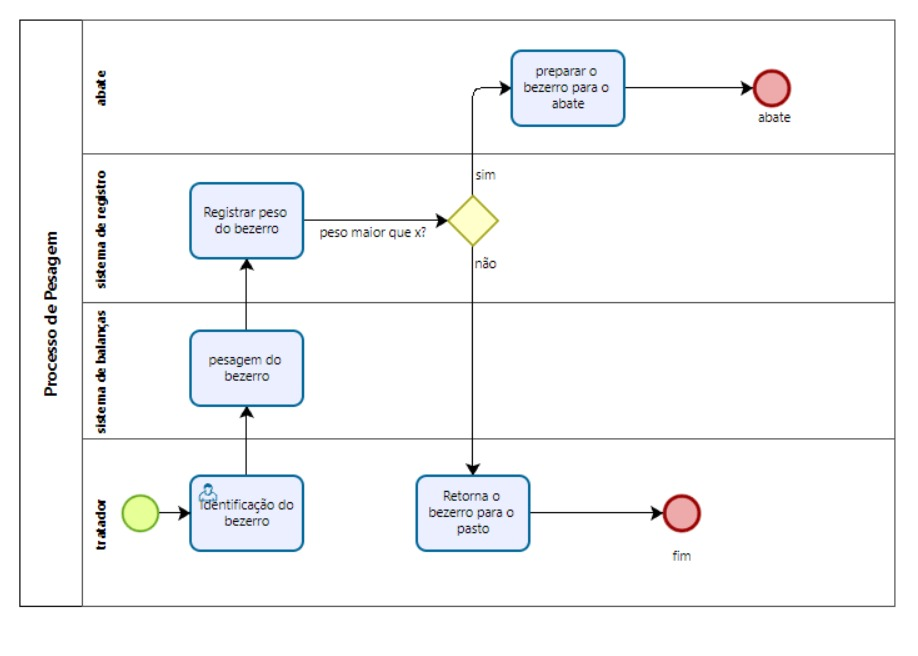 Processo de Pesagem
abate
preparar o
bezerro para o
abate
abate
sistema de registro
Registrar peso
do bezerro
peso maior que x?
sim
não
sistema de balanças
pesagem do
bezerro
tratador
Identificação do
bezerro
Retorna o
bezerro para o
pasto
fim